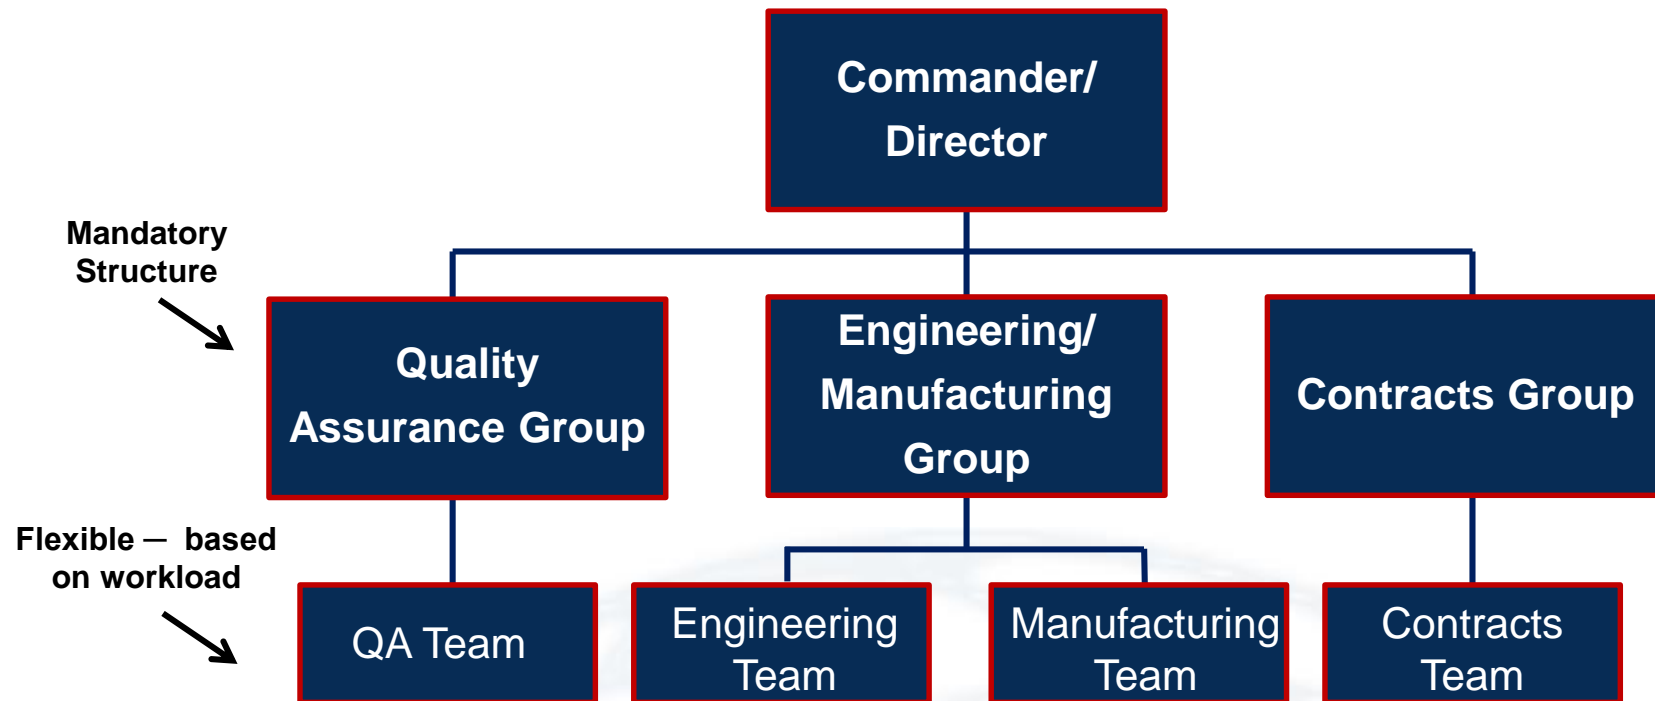 Commander/
Director
Mandatory
Structure
Quality
Assurance Group
Engineering/
Manufacturing
Group
Contracts Group
Flexible — based
on workload
QA Team
Engineering
Team
Manufacturing
Team
Contracts
Team